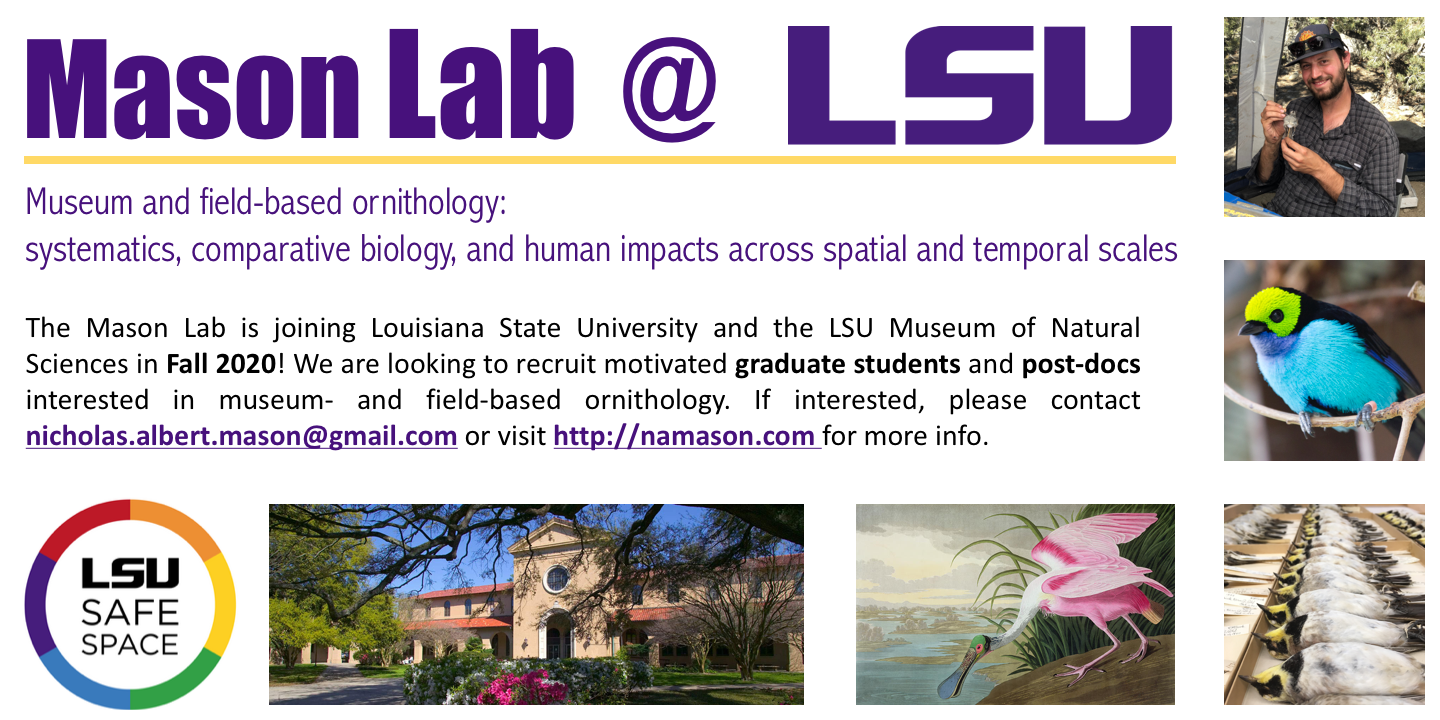 Mason Lab @ LSU
Museum and field-based ornithology:
systematics, comparative biology, and human impacts across spatial and temporal scales
The Mason Lab is joining Louisiana State University and the LSU Museum of Natural
Sciences in Fall 2020! We are looking to recruit motivated graduate students and post-docs
interested in museum- and field-based ornithology. If interested, please contact
nicholas.albert.mason@gmail.com or visit http://namason.com for more info.
LSU
SAFE
SPACE